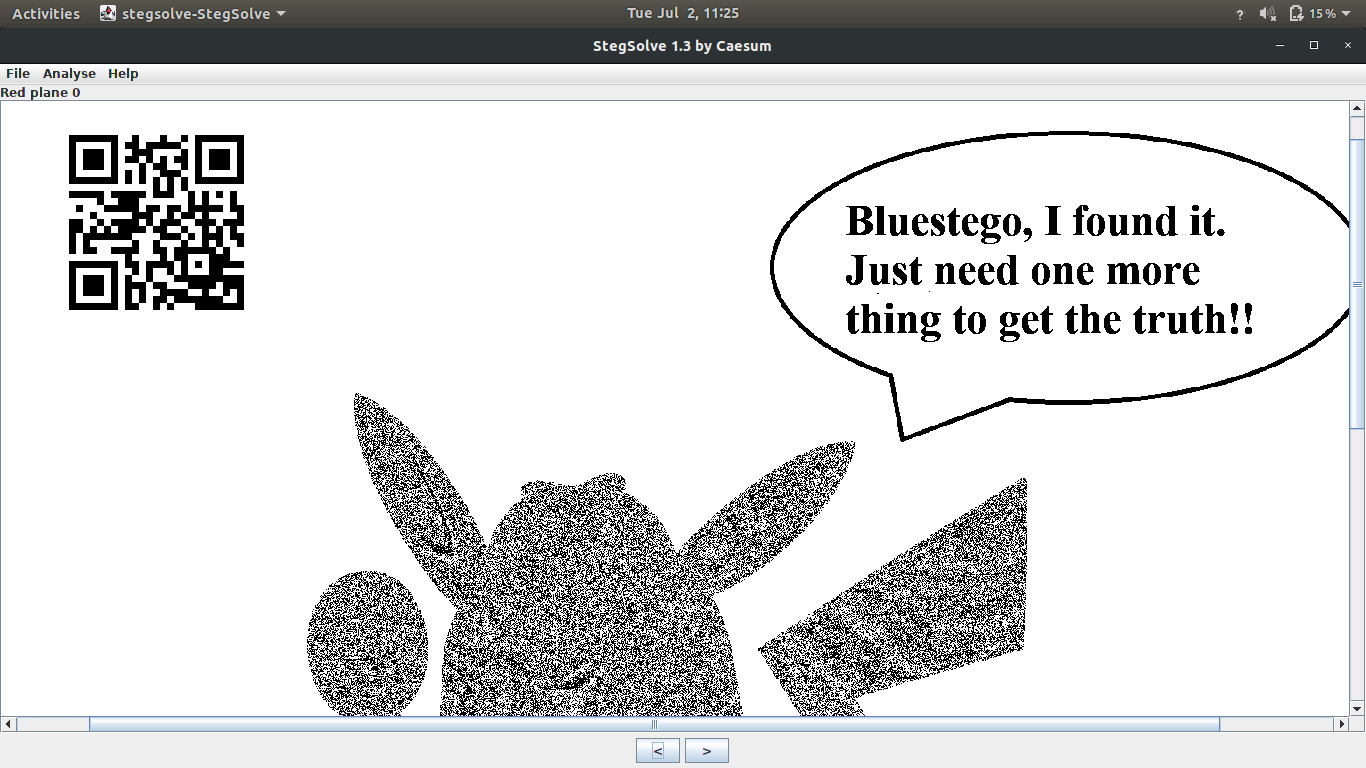 Activities stegsolve-StegSolve Tue Jul 2, 11:25 ? 15%
StegSolve 1.3 by Caesum
File Analyse Help
Red plane 0
Bluestego, I found it.
Just need one more
thing to get the truth!!
< >